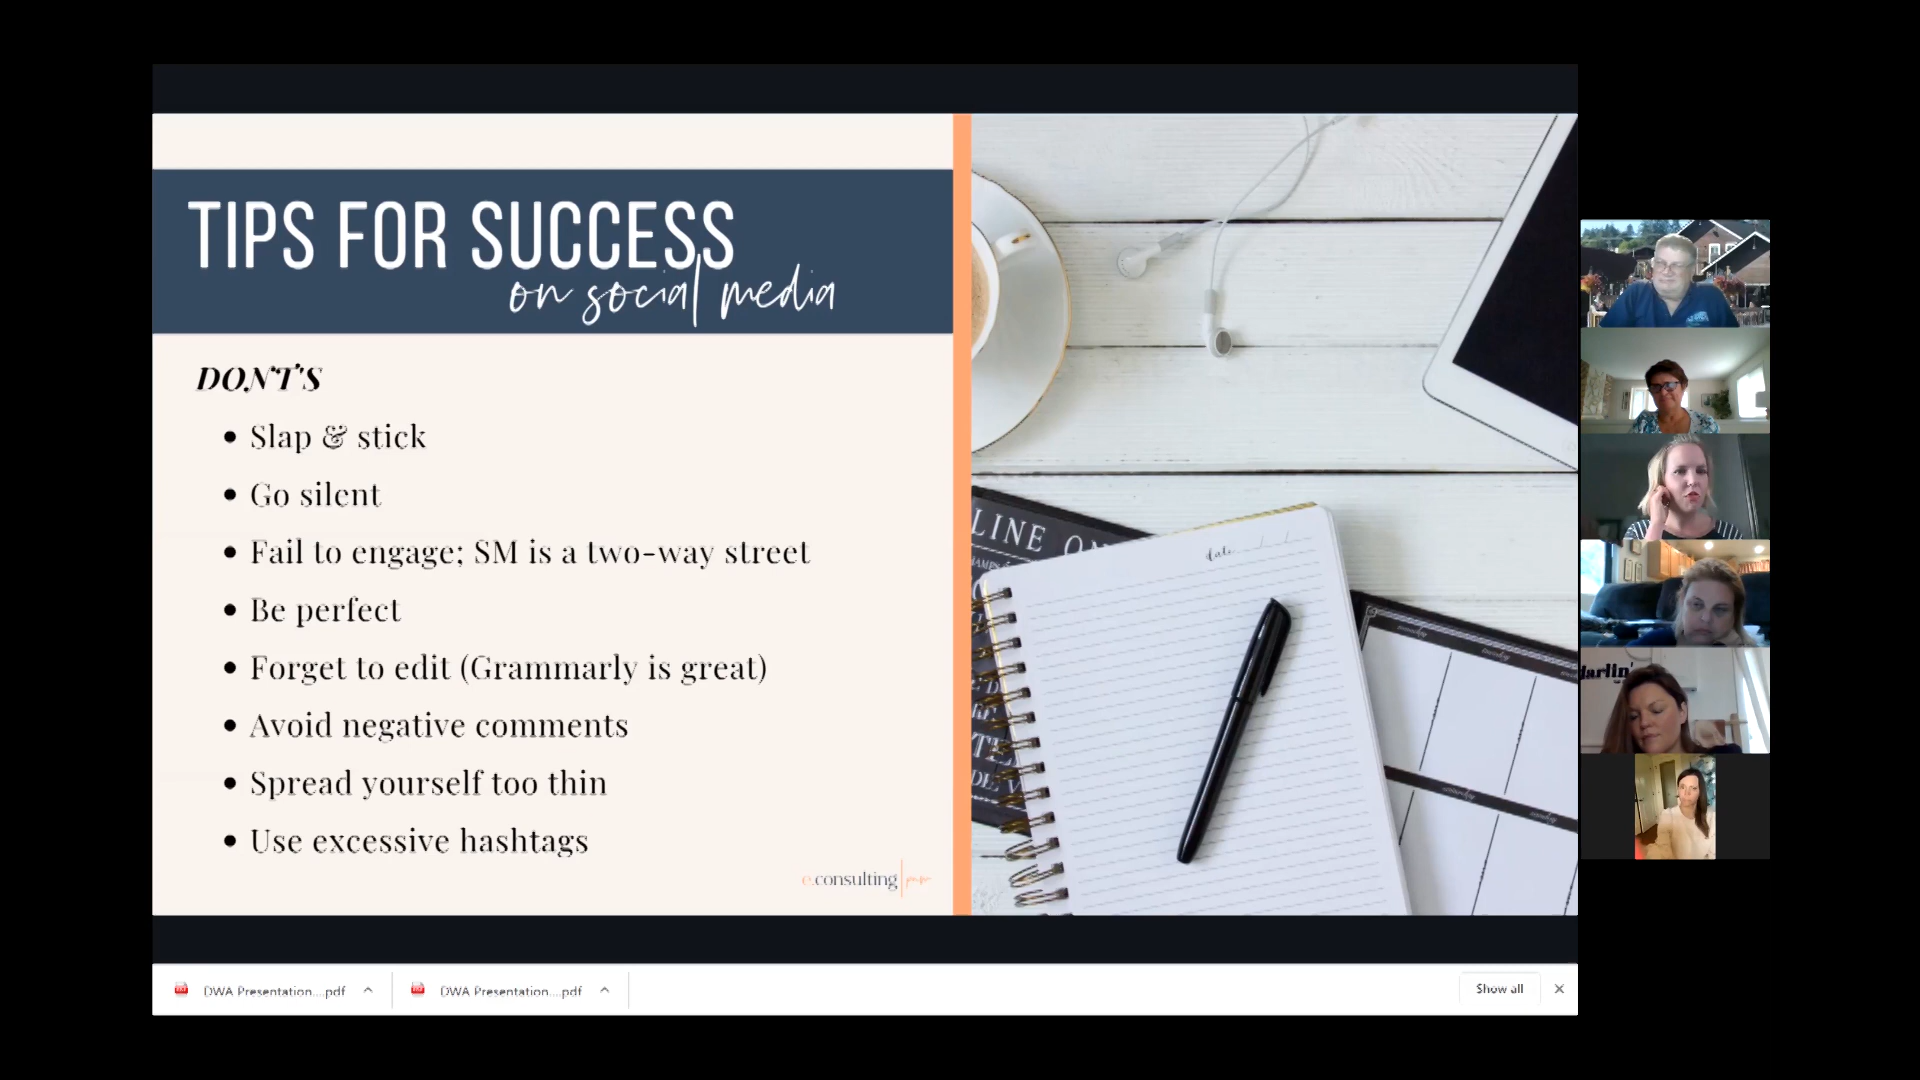 TIPS FOR SUCCESS
on social media
DON'T'S
• Slap & stick
• Go silent
• Fail to engage; SM is a two-way street
• Be perfect
• Forget to edit (Grammarly is great)
• Avoid negative comments
• Spread yourself too thin
• Use excessive hashtags
e.consulting
LINE
date
DWA Presentation....pdf
DWA Presentation....pdf
Show all